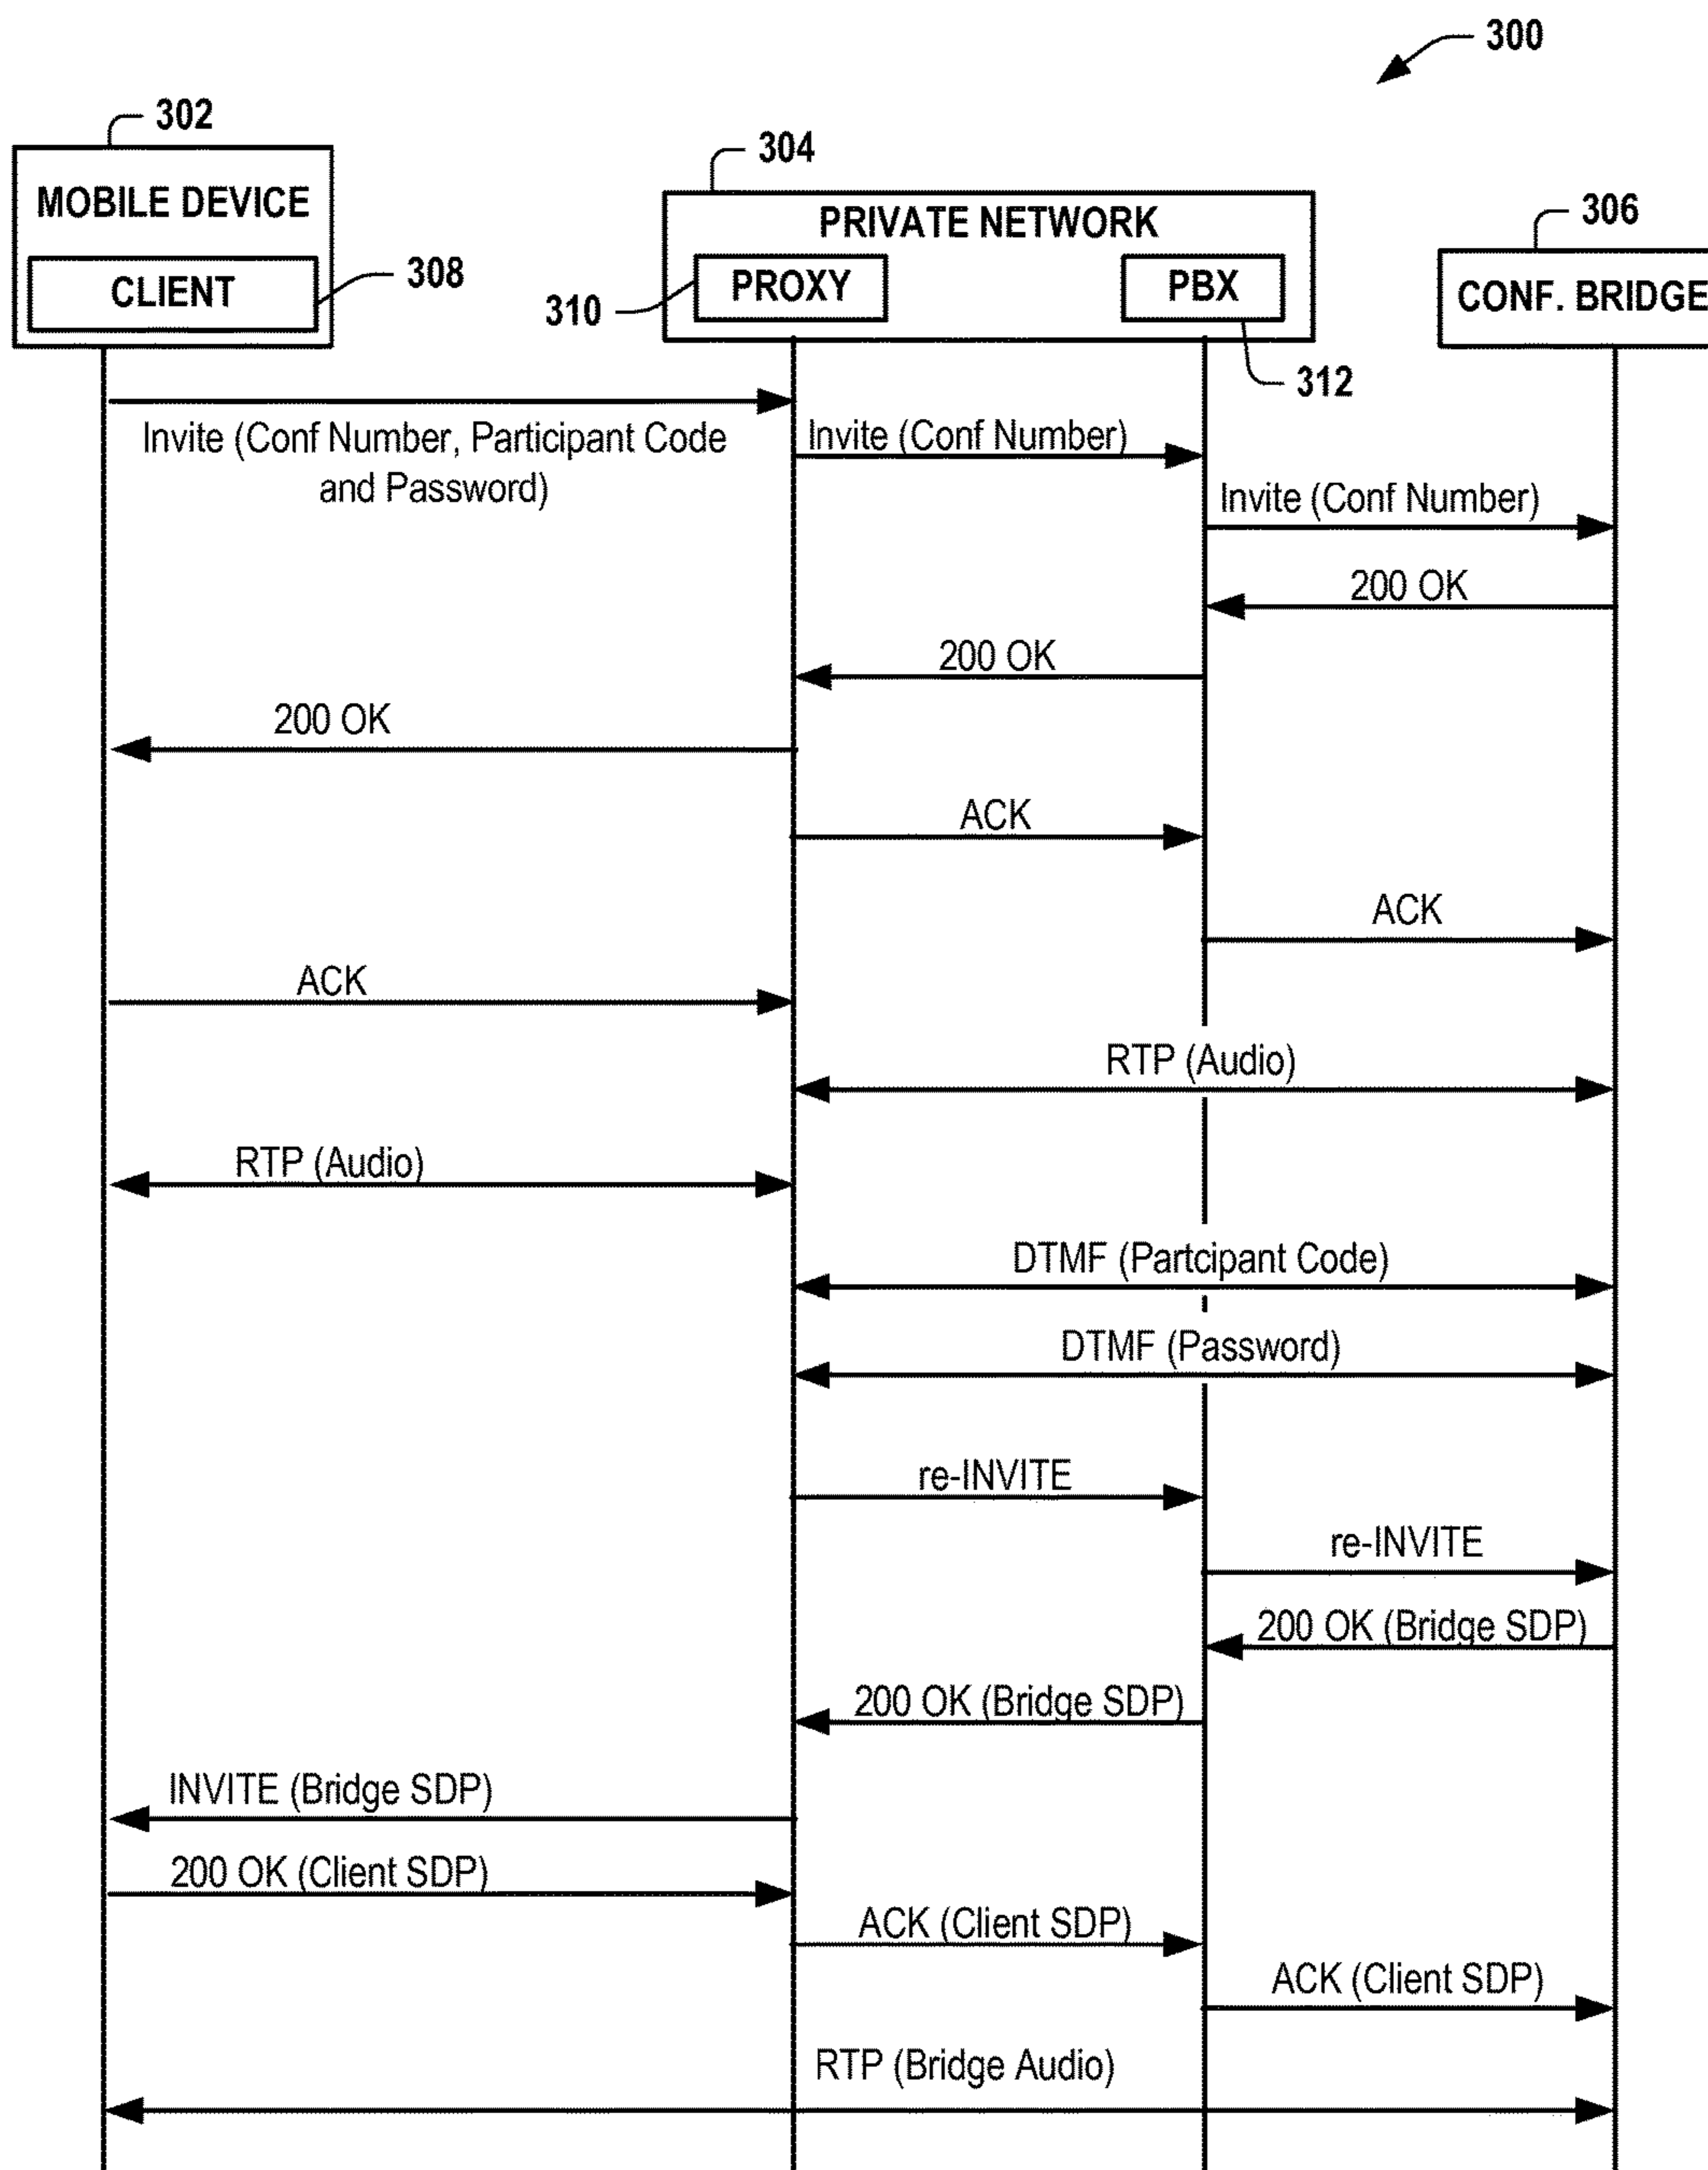 300
302
304
MOBILE DEVICE
PRIVATE NETWORK
306
CLIENT
308
PROXY
PBX
CONF. BRIDGE
310
312
Invite (Conf Number, Participant Code
and Password)
Invite (Conf Number)
Invite (Conf Number)
200 OK
200 OK
200 OK
ACK
ACK
ACK
RTP (Audio)
RTP (Audio)
DTMF (Partcipant Code)
DTMF (Password)
re-INVITE
re-INVITE
200 OK (Bridge SDP)
200 OK (Bridge SDP)
INVITE (Bridge SDP)
200 OK (Client SDP)
ACK (Client SDP)
ACK (Client SDP)
RTP (Bridge Audio)